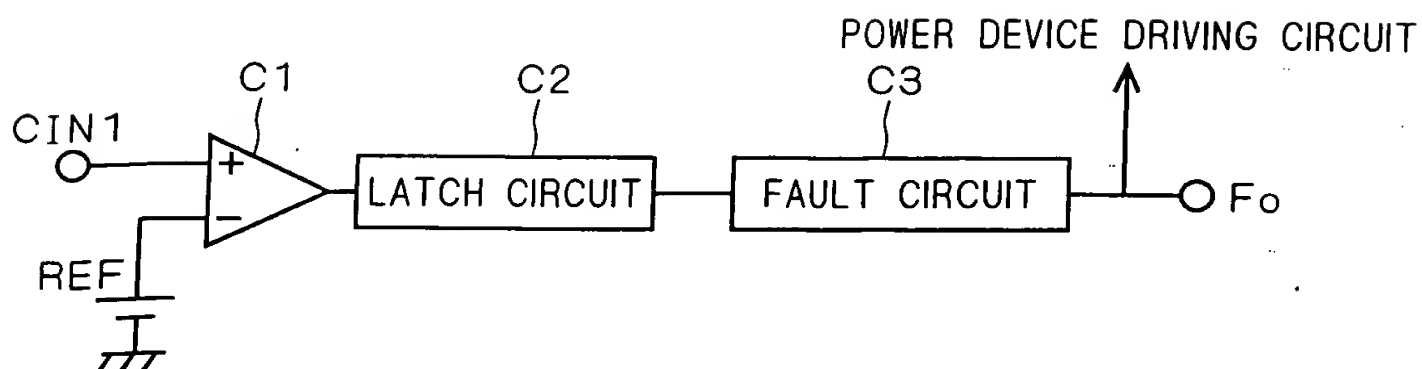 POWER DEVICE DRIVING CIRCUIT
C1
C2
C3
CIN1
+
LATCH CIRCUIT
FAULT CIRCUIT
Fo
−
REF